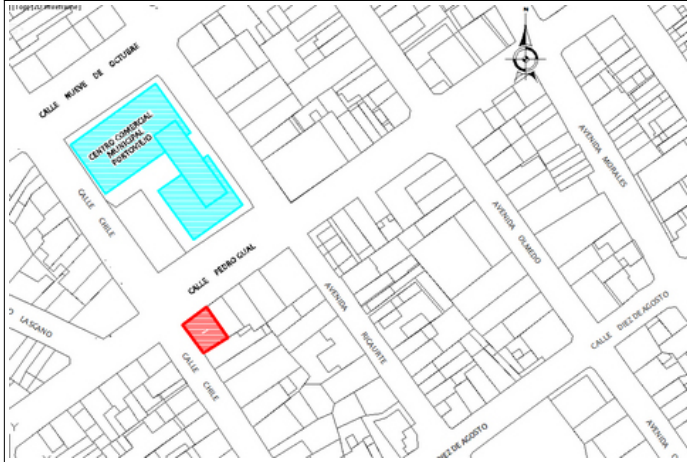 N
CALLE NUEVE DE OCTUBRE
CENTRO COMERCIAL
MUNICIPAL
PORTOVIEJO
CALLE CHILE
AVENIDA MORALES
AVENIDA OLMEDO
CALLE PEDRO GUAL
AVENIDA RICAURTE
LASCANO
CALLE CHILE
CALLE DIEZ DE AGOSTO
DIEZ DE AGOSTO
AVENIDA
Y